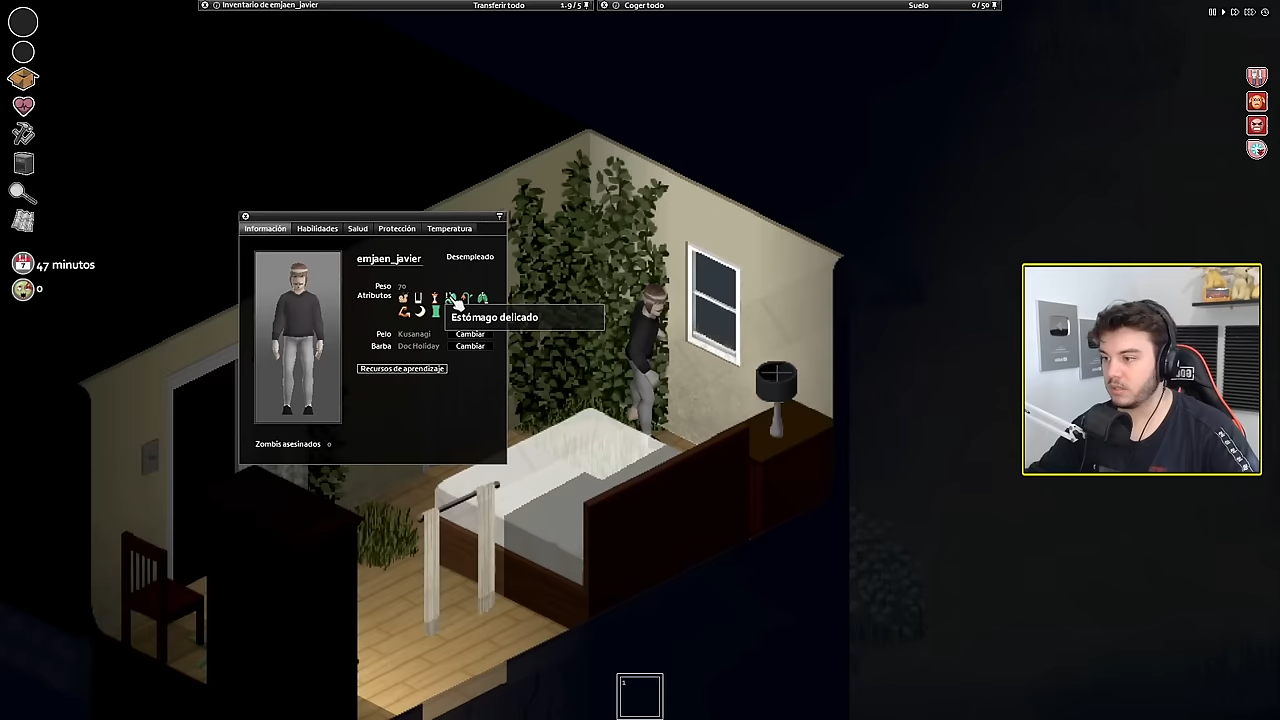 Inventario de emjaen_javier
Transferir todo
1.9 / 5
Coger todo
Suelo
0 / 50
7
47 minutos
0
Información
Habilidades
Salud
Protección
Temperatura
emjaen_javier
Desempleado
Peso 70
Atributos
Estómago delicado
Pelo Kusanagi Cambiar
Barba Doc Holiday Cambiar
Recursos de aprendizaje
Zombis asesinados 0
1